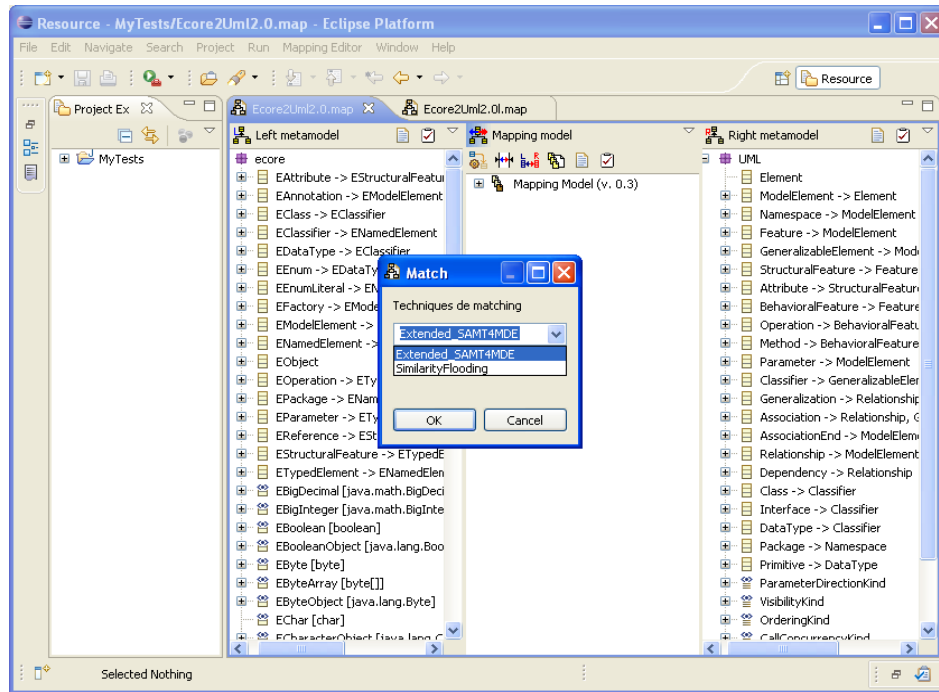 Resource - MyTests/Ecore2Uml2.0.map - Eclipse Platform
File Edit Navigate Search Project Run Mapping Editor Window Help
Resource
Project Ex
Ecore2Uml2.0.map
Ecore2Uml2.0l.map
MyTests
Left metamodel
ecore
EAttribute -> EStructuralFeatu
EAnnotation -> EModelElement
EClass -> EClassifier
EClassifier -> ENamedElement
EDataType -> EClassifier
EEnum -> EDataTy
EEnumLiteral -> EN
EFactory -> EMode
EModelElement ->
ENamedElement ->
EObject
EOperation -> ETy
EPackage -> ENam
EParameter -> ETy
EReference -> ESt
EStructuralFeature -> ETypedE
ETypedElement -> ENamedElen
EBigDecimal [java.math.BigDeci
EBigInteger [java.math.BigInte
EBoolean [boolean]
EBooleanObject [java.lang.Boo
EByte [byte]
EByteArray [byte[]]
EByteObject [java.lang.Byte]
EChar [char]
ECharacterObject [java.lang.C
Mapping model
Mapping Model (v. 0.3)
Match
Techniques de matching
Extended_SAMT4MDE
Extended_SAMT4MDE
SimilarityFlooding
OK Cancel
Right metamodel
UML
Element
ModelElement -> Element
Namespace -> ModelElement
Feature -> ModelElement
GeneralizableElement -> Mode
StructuralFeature -> Feature
Attribute -> StructuralFeature
BehavioralFeature -> Feature
Operation -> BehavioralFeatu
Method -> BehavioralFeature
Parameter -> ModelElement
Classifier -> GeneralizableEler
Generalization -> Relationship
Association -> Relationship, G
AssociationEnd -> ModelEleme
Relationship -> ModelElement
Dependency -> Relationship
Class -> Classifier
Interface -> Classifier
DataType -> Classifier
Package -> Namespace
Primitive -> DataType
ParameterDirectionKind
VisibilityKind
OrderingKind
CallConcurrencyKind
Selected Nothing